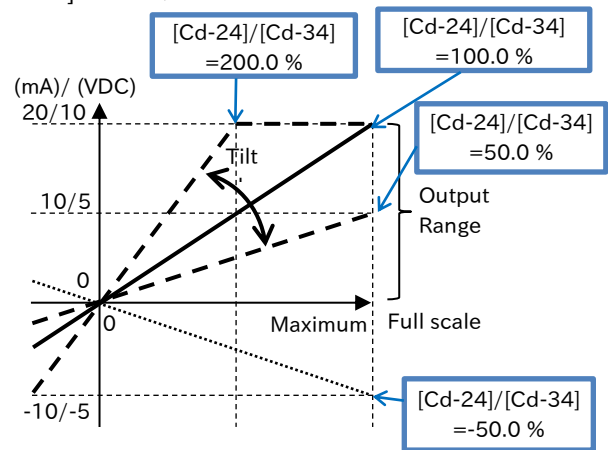 [Cd-24]/[Cd-34]
=200.0 %
[Cd-24]/[Cd-34]
=100.0 %
(mA)/ (VDC)
20/10
[Cd-24]/[Cd-34]
=50.0 %
Tilt
10/5
Output
Range
0
0
Maximum
Full scale
-10/-5
[Cd-24]/[Cd-34]
=-50.0 %